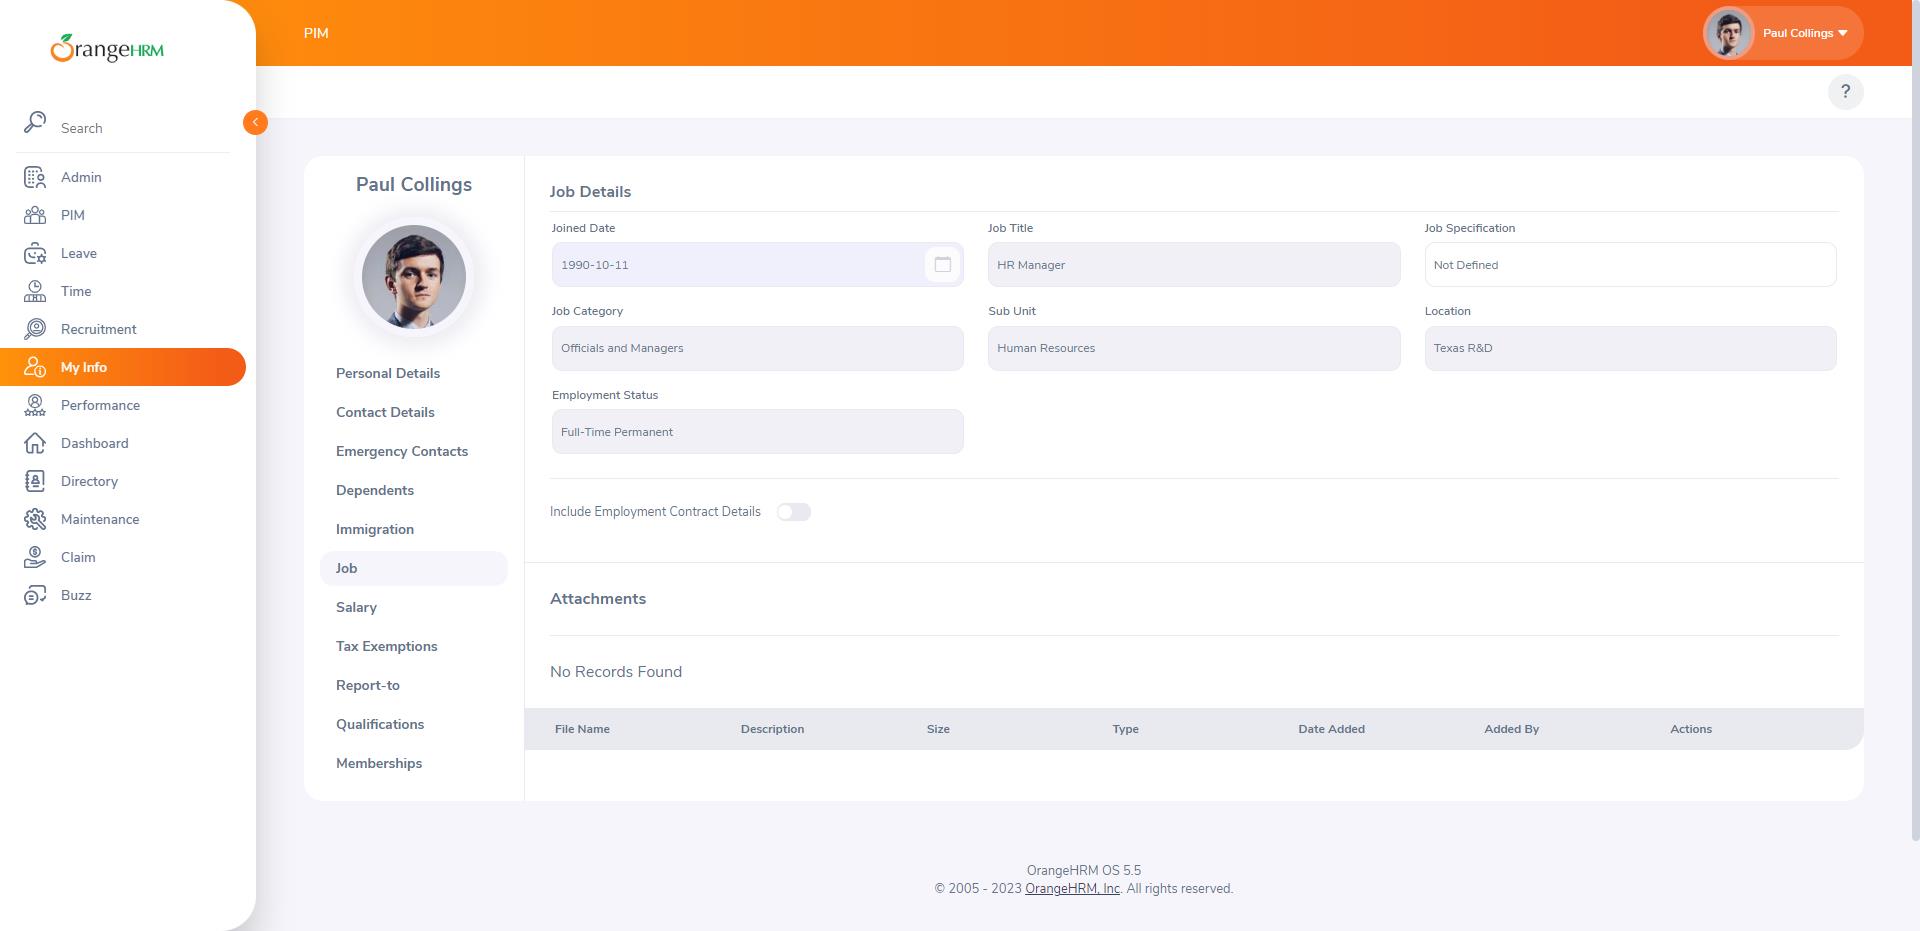 OrangeHRM
Search
Admin
PIM
Leave
Time
Recruitment
My Info
Performance
Dashboard
Directory
Maintenance
Claim
Buzz
PIM
Paul Collings
?
Paul Collings
Personal Details
Contact Details
Emergency Contacts
Dependents
Immigration
Job
Salary
Tax Exemptions
Report-to
Qualifications
Memberships
Job Details
Joined Date
1990-10-11
Job Title
HR Manager
Job Specification
Not Defined
Job Category
Officials and Managers
Sub Unit
Human Resources
Location
Texas R&D
Employment Status
Full-Time Permanent
Include Employment Contract Details
Attachments
No Records Found
File Name Description Size Type Date Added Added By Actions
OrangeHRM OS 5.5
© 2005 - 2023 OrangeHRM, Inc. All rights reserved.